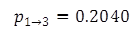 p₁→₃ = 0.2040